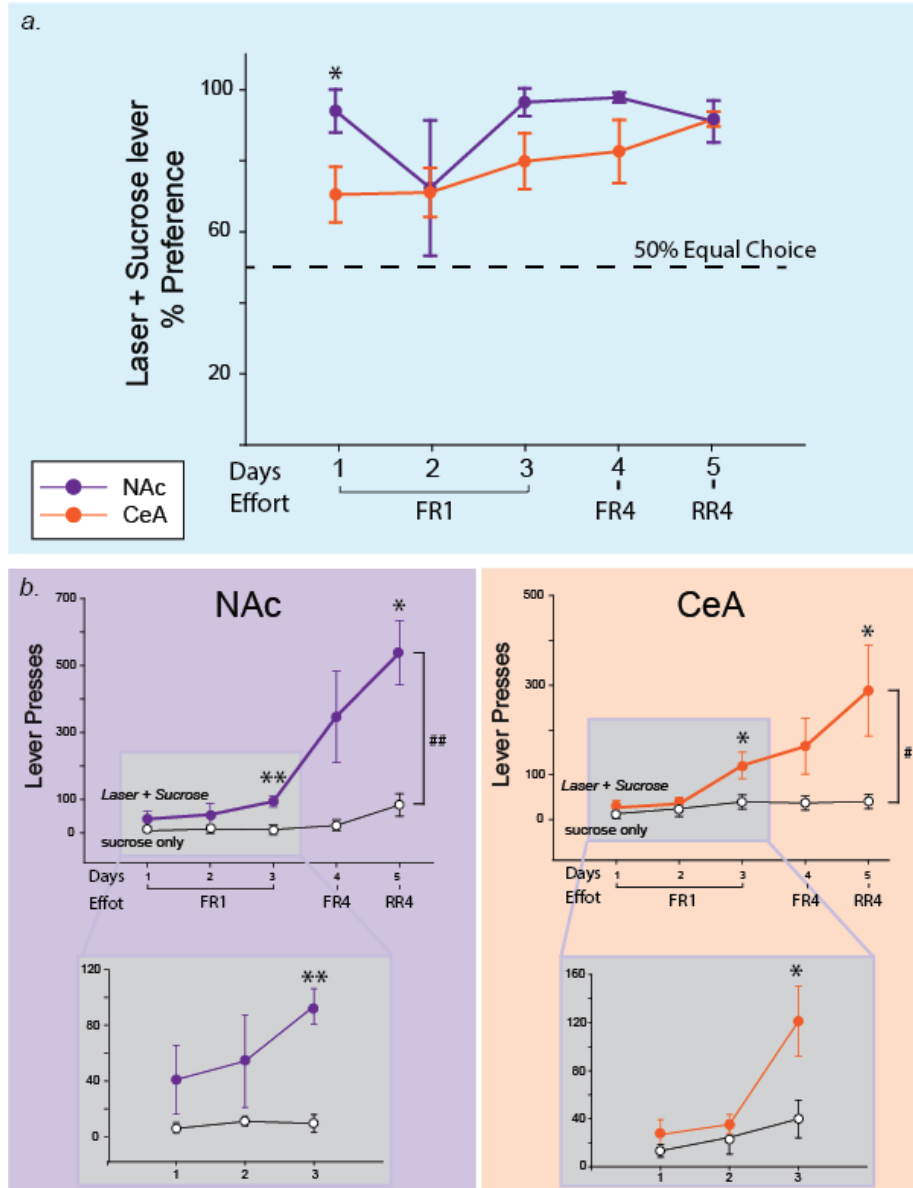 a.
*
100
60
20
Laser + Sucrose lever
% Preference
50% Equal Choice
Days 1 2 3 4 5
Effort FR1 FR4 RR4
NAc
CeA
b.
NAc
700
500
300
100
0
Lever Presses
*
##
**
Laser + Sucrose
sucrose only
Days 1 2 3 4 5
Effot FR1 FR4 RR4
120
80
40
0
**
1 2 3
CeA
500
300
100
0
Lever Presses
*
#
*
Laser + Sucrose
sucrose only
Days 1 2 3 4 5
Effot FR1 FR4 RR4
160
120
80
40
0
*
1 2 3